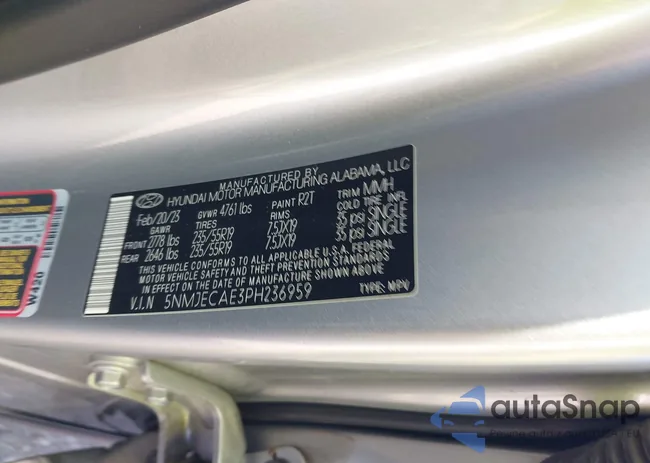 MANUFACTURED BY
HYUNDAI MOTOR MANUFACTURING ALABAMA, LLC
Feb/20/23 GVWR 4761 lbs PAINT R2T TRIM MMH
GAWR TIRES RIMS COLD TIRE INFL
FRONT 2778 lbs 235/55R19 7.5JX19 35 psi SINGLE
REAR 2646 lbs 235/55R19 7.5JX19 35 psi SINGLE
THIS VEHICLE CONFORMS TO ALL APPLICABLE U.S.A. FEDERAL
MOTOR VEHICLE SAFETY AND THEFT PREVENTION STANDARDS
IN EFFECT ON THE DATE OF MANUFACTURE SHOWN ABOVE
V.I.N 5NMJECAE3PH236959 TYPE: MPV
W420
autoSnap